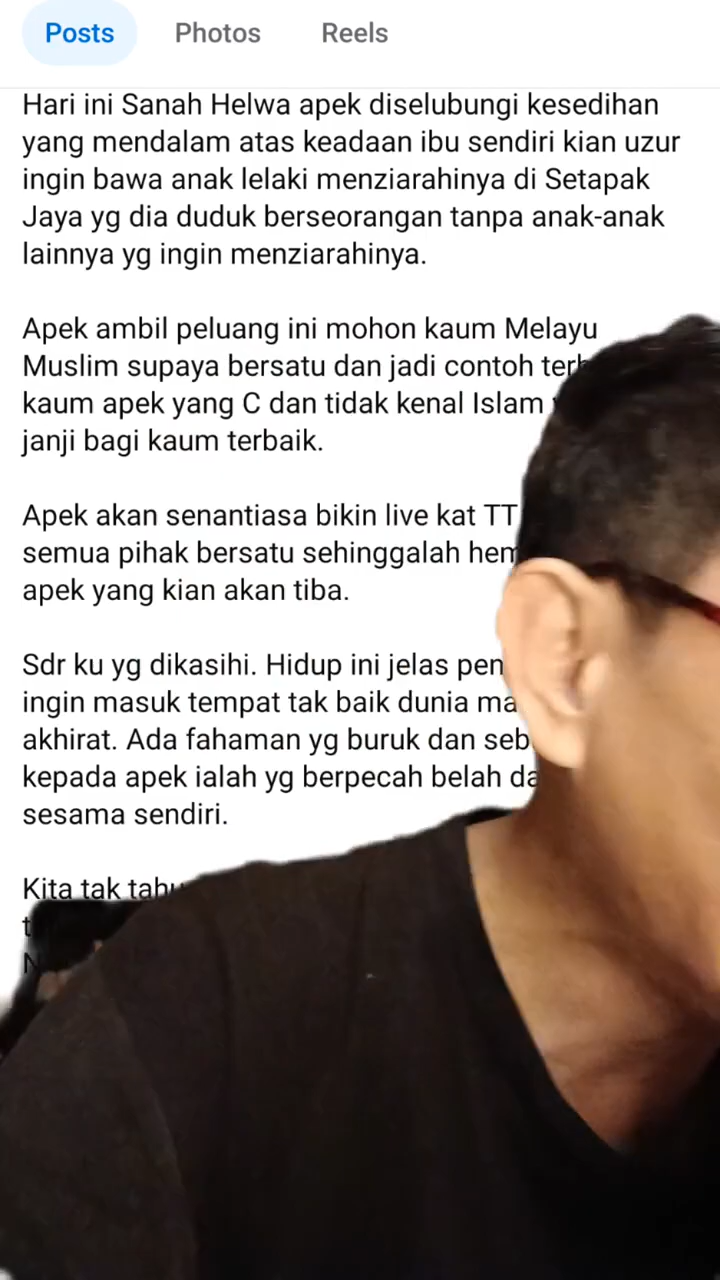 Posts Photos Reels
Hari ini Sanah Helwa apek diselubungi kesedihan
yang mendalam atas keadaan ibu sendiri kian uzur
ingin bawa anak lelaki menziarahinya di Setapak
Jaya yg dia duduk berseorangan tanpa anak-anak
lainnya yg ingin menziarahinya.
Apek ambil peluang ini mohon kaum Melayu
Muslim supaya bersatu dan jadi contoh
kaum apek yang C dan tidak kenal Islam
janji bagi kaum terbaik.
Apek akan senantiasa bikin live kat TT
semua pihak bersatu sehinggalah
apek yang kian akan tiba.
Sdr ku yg dikasihi. Hidup ini jelas
ingin masuk tempat tak baik dunia
akhirat. Ada fahaman yg buruk dan
kepada apek ialah yg berpecah belah
sesama sendiri.
Kita tak